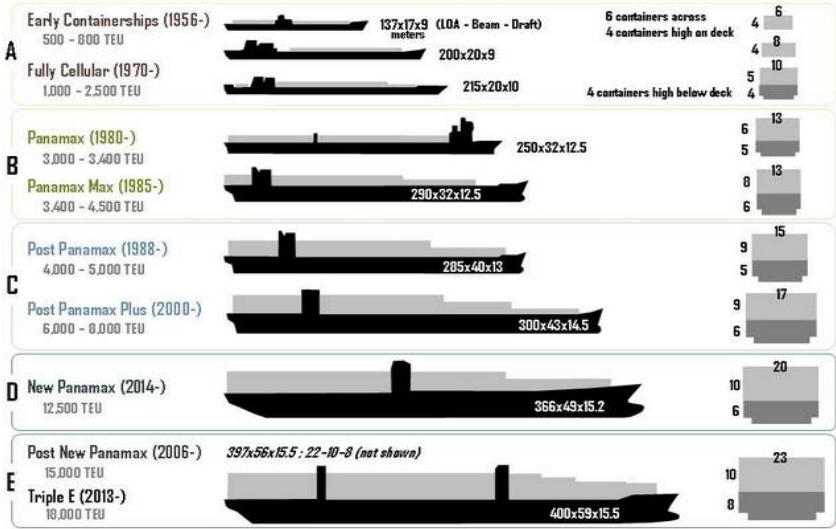 Early Containerships (1956-)
500 - 800 TEU
137x17x9 (LOA - Beam - Draft)
meters
6 containers across
4 containers high on deck
6
4
A
200x20x9
8
4
Fully Cellular (1970-)
1,000 - 2,500 TEU
215x20x10
4 containers high below deck
10
5
4
B
Panamax (1980-)
3,000 - 3,400 TEU
250x32x12.5
13
6
5
Panamax Max (1985-)
3,400 - 4,500 TEU
290x32x12.5
13
8
6
C
Post Panamax (1988-)
4,000 - 5,000 TEU
285x40x13
15
9
5
Post Panamax Plus (2000-)
6,000 - 8,000 TEU
300x43x14.5
17
9
6
D
New Panamax (2014-)
12,500 TEU
366x49x15.2
20
10
6
E
Post New Panamax (2006-)
15,000 TEU
397x56x15.5 ; 22-10-8 (not shown)
Triple E (2013-)
18,000 TEU
400x59x15.5
23
10
8